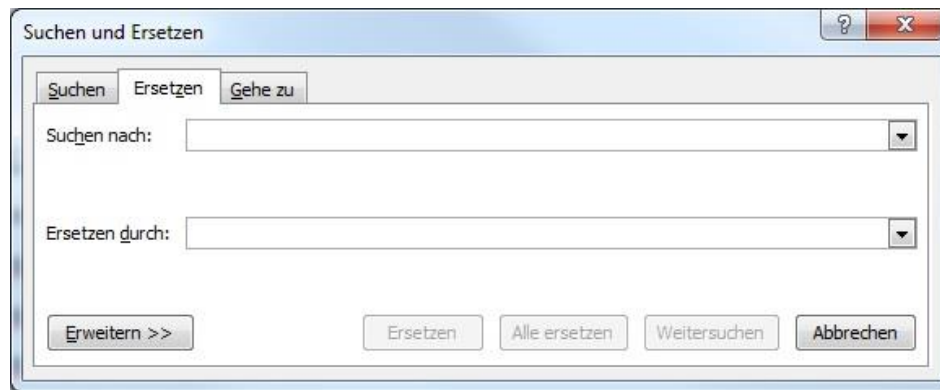 Suchen und Ersetzen
Suchen Ersetzen Gehe zu
Suchen nach:
Ersetzen durch:
Erweitern >> Ersetzen Alle ersetzen Weitersuchen Abbrechen